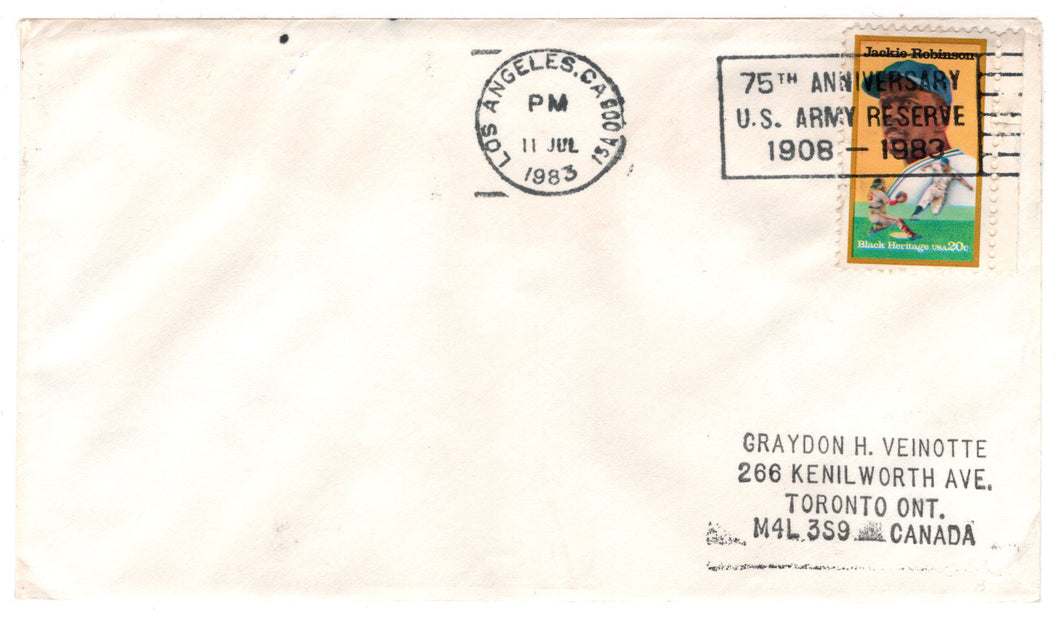 LOS ANGELES, CA 900
PM
11 JUL
1983
Jackie Robinson
75TH ANNIVERSARY
U.S. ARMY RESERVE
1908 - 1983
Black Heritage USA 20c
GRAYDON H. VEINOTTE
266 KENILWORTH AVE.
TORONTO ONT.
M4L 3S9 CANADA